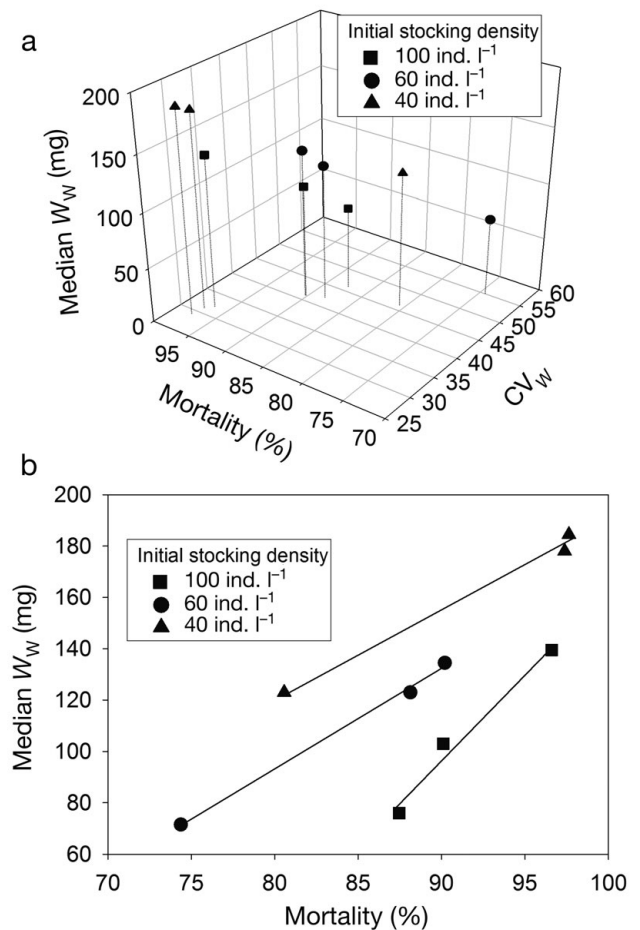 a
Initial stocking density
100 ind. l⁻¹
60 ind. l⁻¹
40 ind. l⁻¹
200
150
100
50
0
Median W_W (mg)
95
90
85
80
75
70
Mortality (%)
25
30
35
40
45
50
55
60
CV_W
b
200
180
160
140
120
100
80
60
Median W_W (mg)
Initial stocking density
100 ind. l⁻¹
60 ind. l⁻¹
40 ind. l⁻¹
70 75 80 85 90 95 100
Mortality (%)